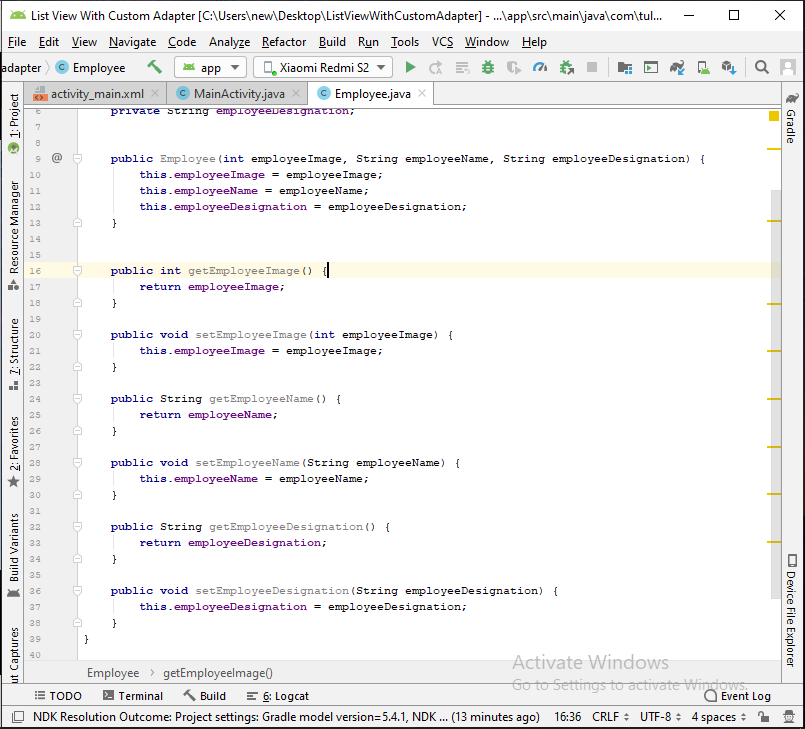 List View With Custom Adapter [C:\Users\new\Desktop\ListViewWithCustomAdapter] - ...\app\src\main\java\com\tul...
File Edit View Navigate Code Analyze Refactor Build Run Tools VCS Window Help
adapter Employee app Xiaomi Redmi S2
activity_main.xml MainActivity.java Employee.java
6 private String employeeDesignation;
7
8
9 @ public Employee(int employeeImage, String employeeName, String employeeDesignation) {
10 this.employeeImage = employeeImage;
11 this.employeeName = employeeName;
12 this.employeeDesignation = employeeDesignation;
13 }
14
15
16 public int getEmployeeImage() {
17 return employeeImage;
18 }
19
20 public void setEmployeeImage(int employeeImage) {
21 this.employeeImage = employeeImage;
22 }
23
24 public String getEmployeeName() {
25 return employeeName;
26 }
27
28 public void setEmployeeName(String employeeName) {
29 this.employeeName = employeeName;
30 }
31
32 public String getEmployeeDesignation() {
33 return employeeDesignation;
34 }
35
36 public void setEmployeeDesignation(String employeeDesignation) {
37 this.employeeDesignation = employeeDesignation;
38 }
39 }
40
1: Project
Resource Manager
7: Structure
2: Favorites
Build Variants
ut Captures
Gradle
Device File Explorer
Activate Windows
Go to Settings to activate Windows.
Employee getEmployeeImage()
TODO Terminal Build 6: Logcat Event Log
NDK Resolution Outcome: Project settings: Gradle model version=5.4.1, NDK ... (13 minutes ago) 16:36 CRLF UTF-8 4 spaces